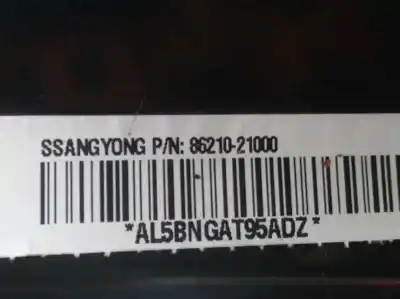 SSANGYONG P/N: 86210-21000
*AL5BNGAT95ADZ*